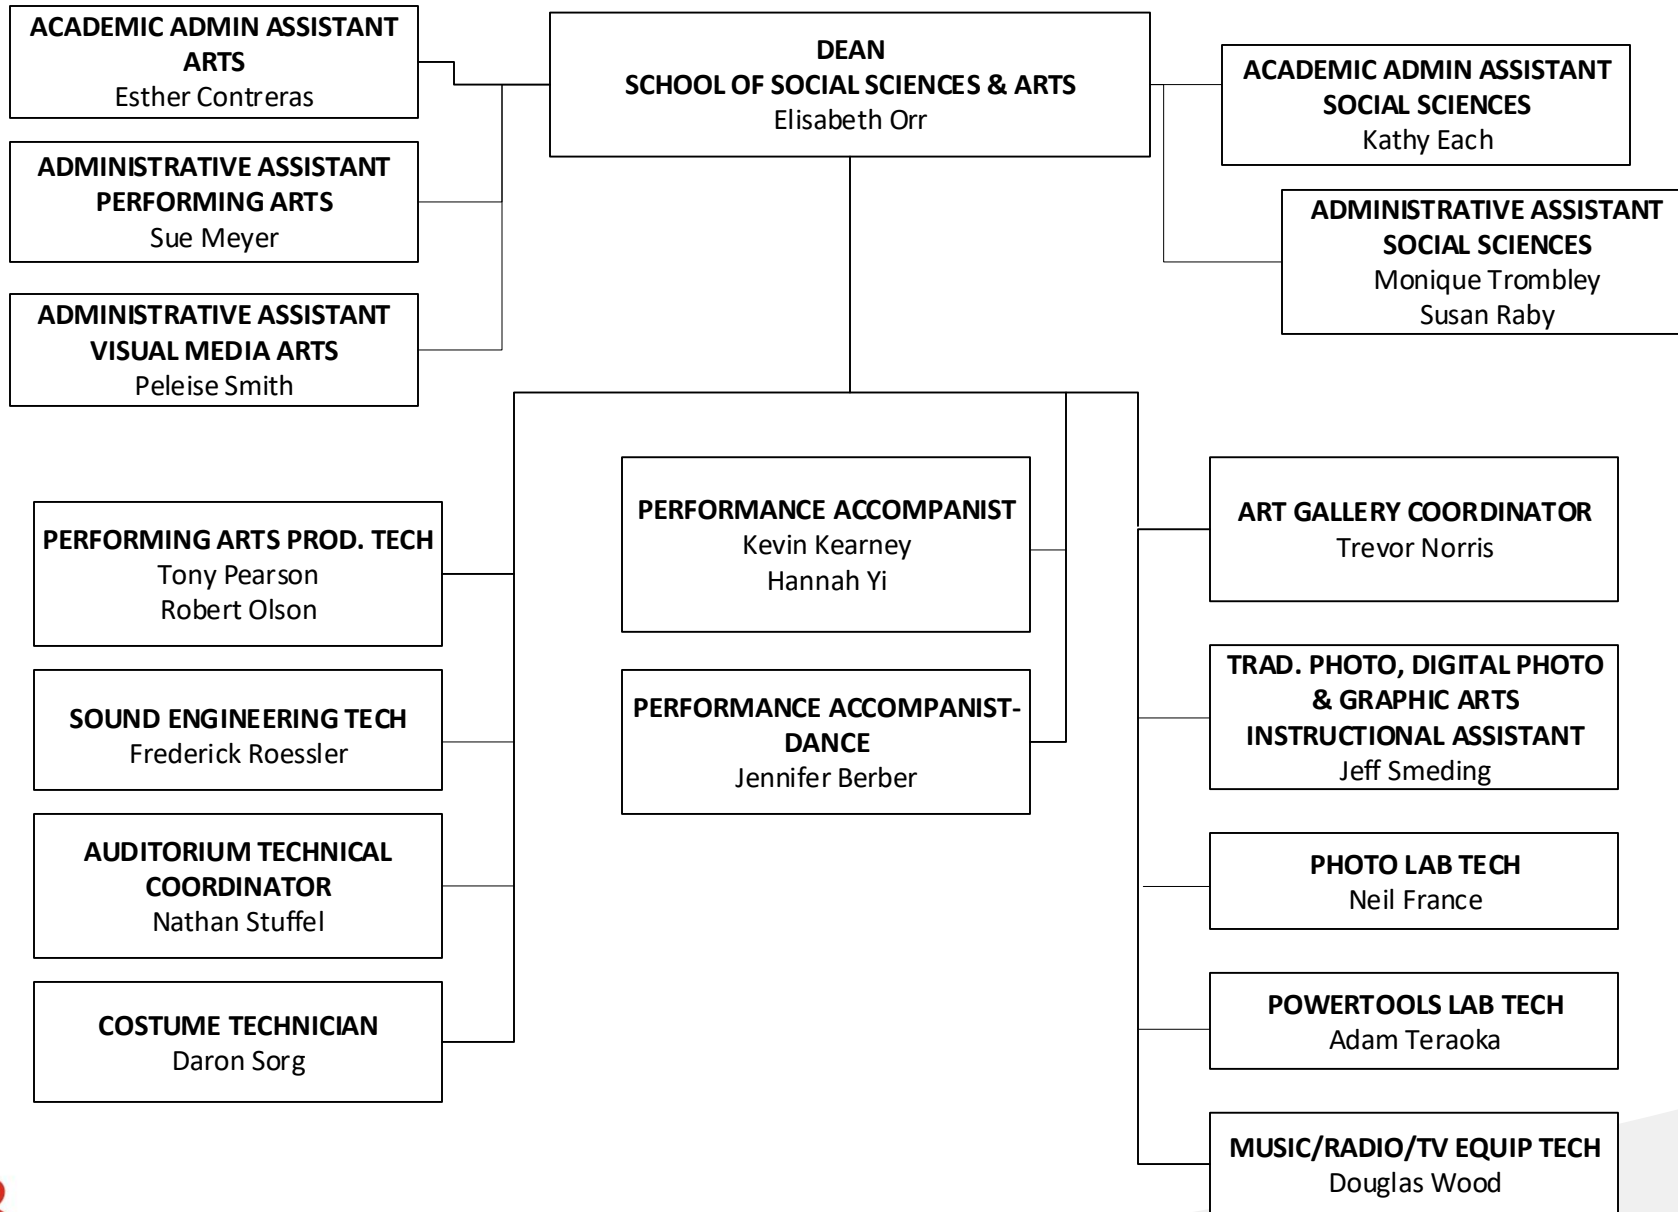 ACADEMIC ADMIN ASSISTANT
ARTS
Esther Contreras
DEAN
SCHOOL OF SOCIAL SCIENCES & ARTS
Elisabeth Orr
ACADEMIC ADMIN ASSISTANT
SOCIAL SCIENCES
Kathy Each
ADMINISTRATIVE ASSISTANT
PERFORMING ARTS
Sue Meyer
ADMINISTRATIVE ASSISTANT
SOCIAL SCIENCES
Monique Trombley
Susan Raby
ADMINISTRATIVE ASSISTANT
VISUAL MEDIA ARTS
Peleise Smith
PERFORMING ARTS PROD. TECH
Tony Pearson
Robert Olson
SOUND ENGINEERING TECH
Frederick Roessler
AUDITORIUM TECHNICAL
COORDINATOR
Nathan Stuffel
COSTUME TECHNICIAN
Daron Sorg
PERFORMANCE ACCOMPANIST
Kevin Kearney
Hannah Yi
PERFORMANCE ACCOMPANIST-
DANCE
Jennifer Berber
ART GALLERY COORDINATOR
Trevor Norris
TRAD. PHOTO, DIGITAL PHOTO
& GRAPHIC ARTS
INSTRUCTIONAL ASSISTANT
Jeff Smeding
PHOTO LAB TECH
Neil France
POWERTOOLS LAB TECH
Adam Teraoka
MUSIC/RADIO/TV EQUIP TECH
Douglas Wood